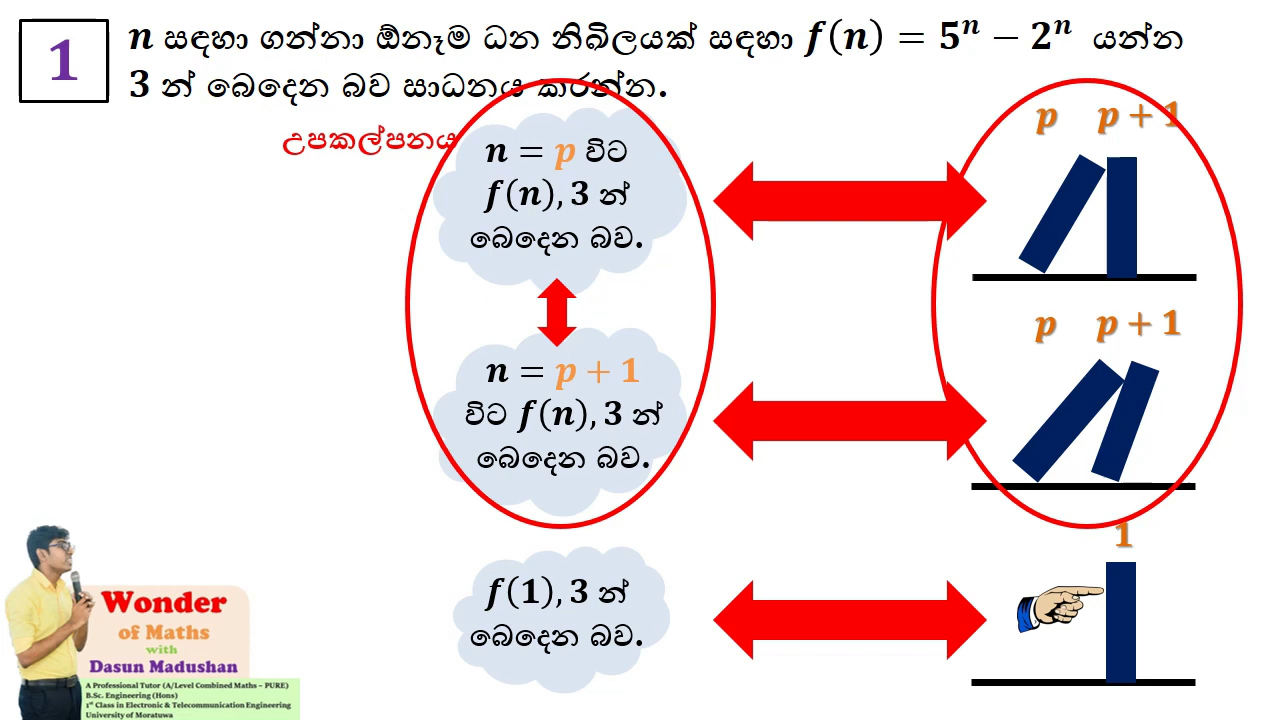 1
n සඳහා ගන්නා ඕනෑම ධන නිඛිලයක් සඳහා f(n) = 5ⁿ − 2ⁿ යන්න
3 න් බෙදෙන බව සාධනය කරන්න.
උපකල්පනය
n = p විට
f(n), 3 න්
බෙදෙන බව.
p p + 1
n = p + 1
විට f(n), 3 න්
බෙදෙන බව.
p p + 1
f(1), 3 න්
බෙදෙන බව.
1
Wonder
of Maths
with
Dasun Madushan
A Professional Tutor (A/Level Combined Maths – PURE)
B.Sc. Engineering (Hons)
1st Class in Electronic & Telecommunication Engineering
University of Moratuwa